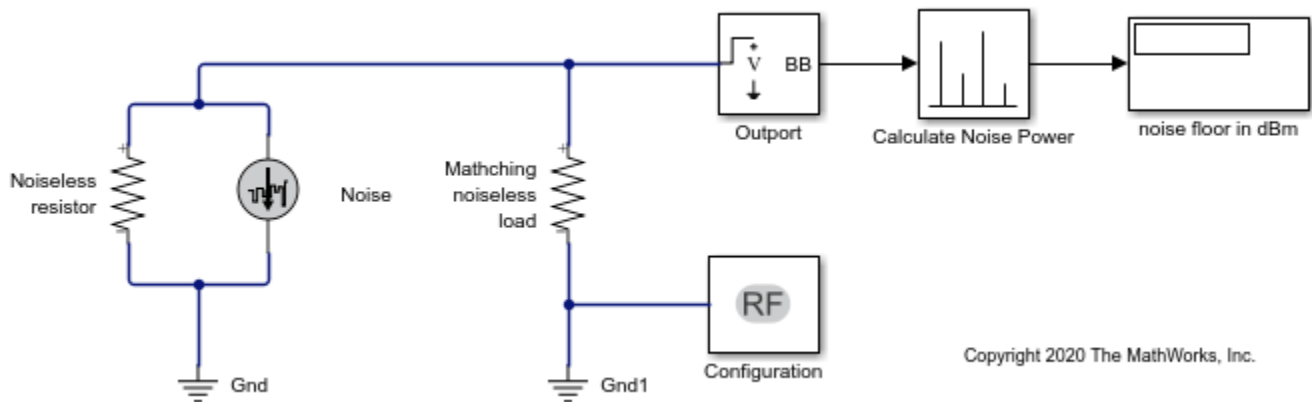 V
BB
Outport
Calculate Noise Power
noise floor in dBm
Noiseless
resistor
Noise
Mathching
noiseless
load
RF
Configuration
Gnd
Gnd1
Copyright 2020 The MathWorks, Inc.